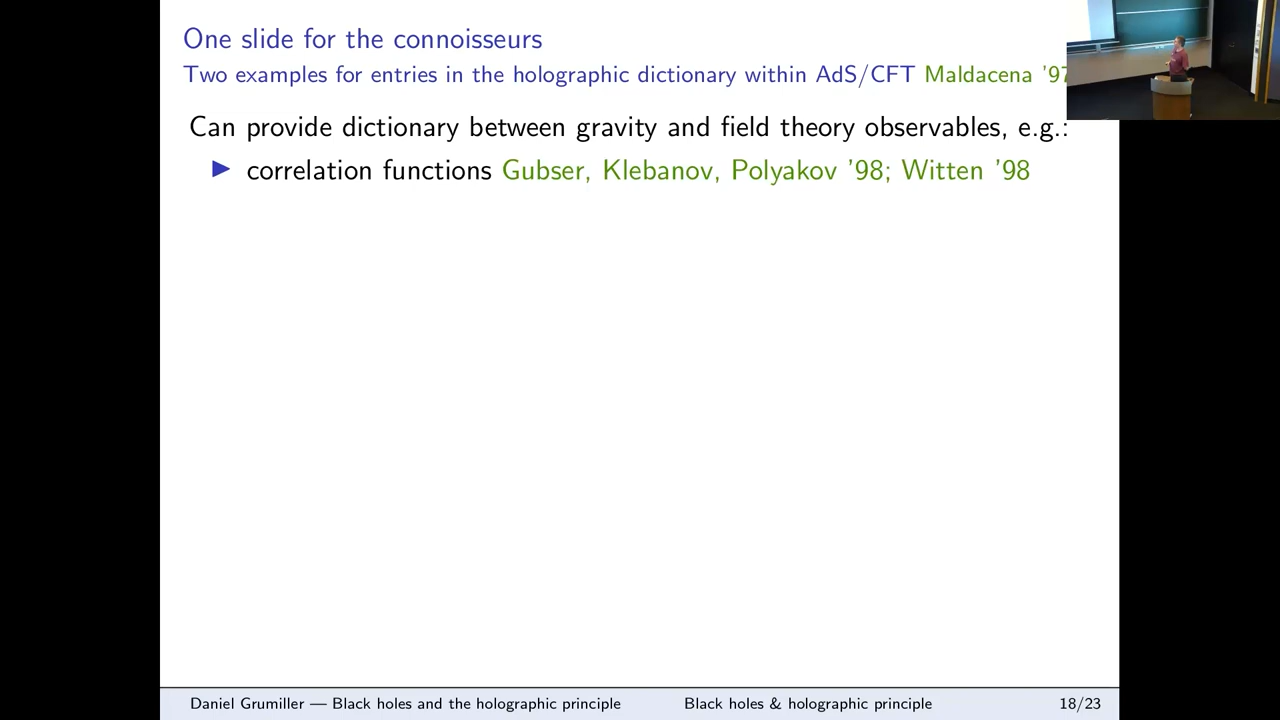 One slide for the connoisseurs
Two examples for entries in the holographic dictionary within AdS/CFT Maldacena '97
Can provide dictionary between gravity and field theory observables, e.g.:
▶ correlation functions Gubser, Klebanov, Polyakov '98; Witten '98
Daniel Grumiller — Black holes and the holographic principle Black holes & holographic principle 18/23